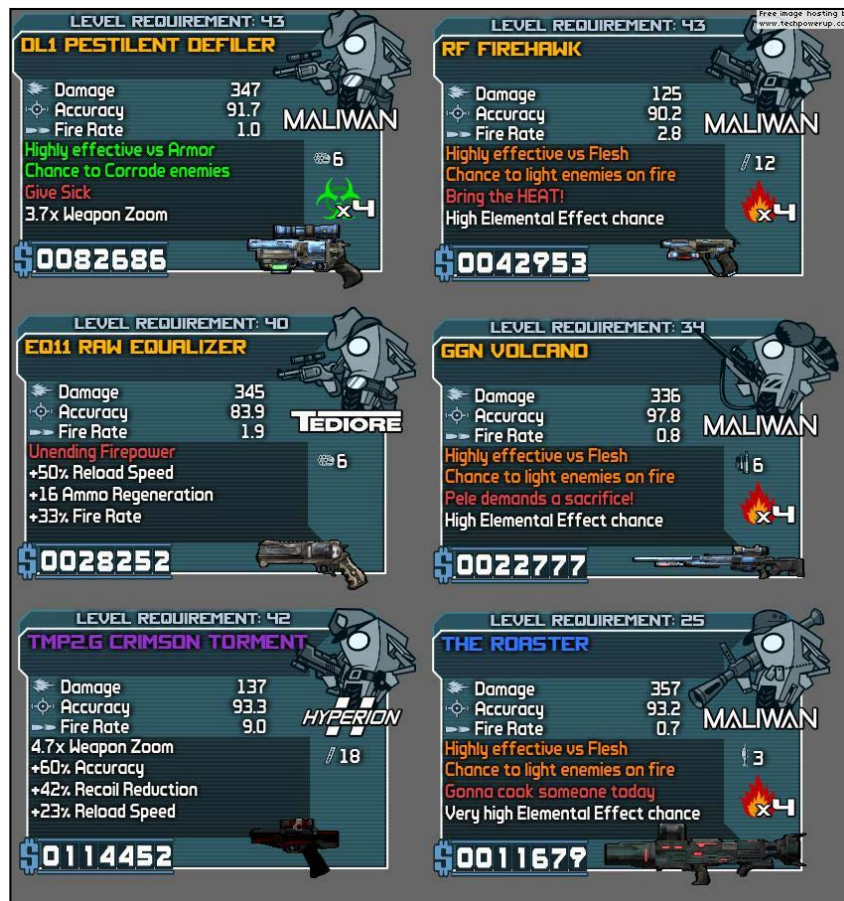 Free image hosting b
www.techpowerup.co
LEVEL REQUIREMENT: 43
DL1 PESTILENT DEFILER
Damage 347
Accuracy 91.7
Fire Rate 1.0
MALIWAN
Highly effective vs Armor
Chance to Corrode enemies
Give Sick
3.7x Weapon Zoom
6
x4
$0082686
LEVEL REQUIREMENT: 43
RF FIREHAWK
Damage 125
Accuracy 90.2
Fire Rate 2.8
MALIWAN
Highly effective vs Flesh
Chance to light enemies on fire
Bring the HEAT!
High Elemental Effect chance
12
x4
$0042953
LEVEL REQUIREMENT: 40
EQ11 RAW EQUALIZER
Damage 345
Accuracy 83.9
Fire Rate 1.9
TEDIORE
Unending Firepower
+50% Reload Speed
+16 Ammo Regeneration
+33% Fire Rate
6
$0028252
LEVEL REQUIREMENT: 34
GGN VOLCANO
Damage 336
Accuracy 97.8
Fire Rate 0.8
MALIWAN
Highly effective vs Flesh
Chance to light enemies on fire
Pele demands a sacrifice!
High Elemental Effect chance
6
x4
$0022777
LEVEL REQUIREMENT: 42
TMP2.G CRIMSON TORMENT
Damage 137
Accuracy 93.3
Fire Rate 9.0
HYPERION
4.7x Weapon Zoom
+60% Accuracy
+42% Recoil Reduction
+23% Reload Speed
18
$0114452
LEVEL REQUIREMENT: 25
THE ROASTER
Damage 357
Accuracy 93.2
Fire Rate 0.7
MALIWAN
Highly effective vs Flesh
Chance to light enemies on fire
Gonna cook someone today
Very high Elemental Effect chance
3
x4
$0011679